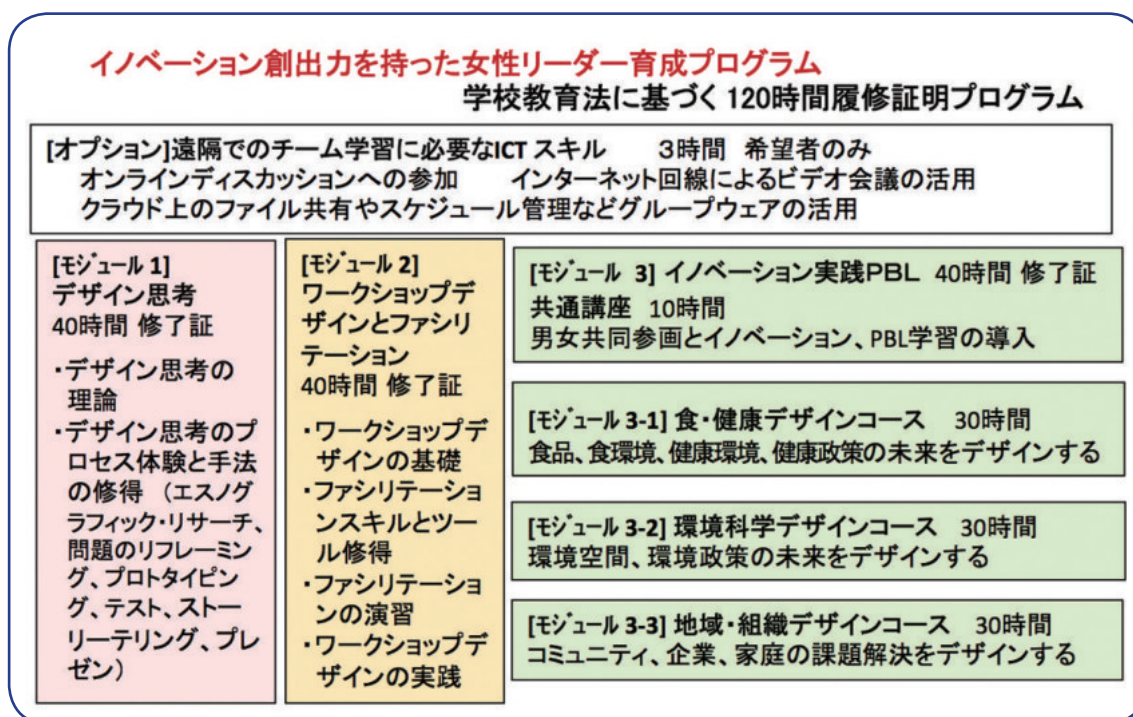 イノベーション創出力を持った女性リーダー育成プログラム
学校教育法に基づく 120時間履修証明プログラム
[オプション]遠隔でのチーム学習に必要なICT スキル　　３時間　希望者のみ
オンラインディスカッションへの参加　　インターネット回線によるビデオ会議の活用
クラウド上のファイル共有やスケジュール管理などグループウェアの活用
[ﾓｼﾞｭｰﾙ 1]
デザイン思考
40時間 修了証
・デザイン思考の
理論
・デザイン思考のプ
ロセス体験と手法
の修得 （エスノグ
ラフィック・リサーチ、
問題のリフレーミン
グ、プロトタイピン
グ、テスト、ストー
リーテリング、プレ
ゼン）
[ﾓｼﾞｭｰﾙ 2]
ワークショップデ
ザインとファシリ
テーション
40時間 修了証
・ワークショップデ
ザインの基礎
・ファシリテーショ
ンスキルとツー
ル修得
・ファシリテーショ
ンの演習
・ワークショップデ
ザインの実践
[ﾓｼﾞｭｰﾙ 3] イノベーション実践PBL 40時間 修了証
共通講座 10時間
男女共同参画とイノベーション、PBL学習の導入
[ﾓｼﾞｭｰﾙ 3-1] 食・健康デザインコース　30時間
食品、食環境、健康環境、健康政策の未来をデザインする
[ﾓｼﾞｭｰﾙ 3-2] 環境科学デザインコース　30時間
環境空間、環境政策の未来をデザインする
[ﾓｼﾞｭｰﾙ 3-3] 地域・組織デザインコース　30時間
コミュニティ、企業、家庭の課題解決をデザインする